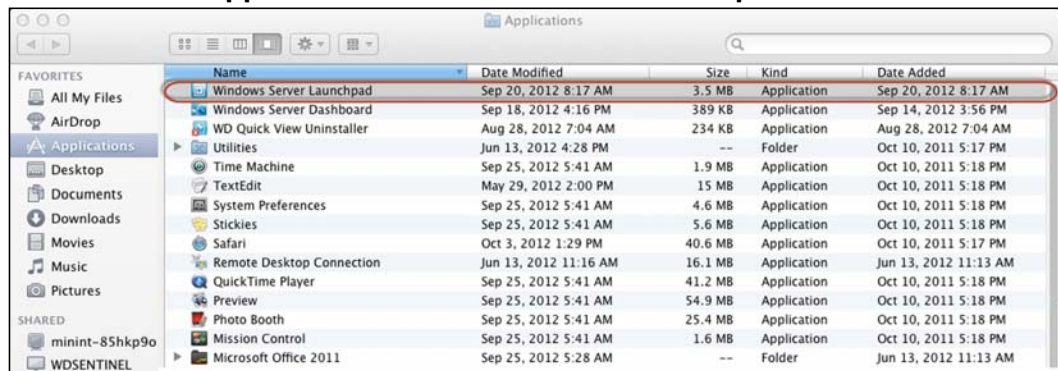 Applications
FAVORITES
All My Files
AirDrop
Applications
Desktop
Documents
Downloads
Movies
Music
Pictures
SHARED
minint-85hkp9o
WDSENTINEL
Name Date Modified Size Kind Date Added
Windows Server Launchpad Sep 20, 2012 8:17 AM 3.5 MB Application Sep 20, 2012 8:17 AM
Windows Server Dashboard Sep 18, 2012 4:16 PM 389 KB Application Sep 14, 2012 3:56 PM
WD Quick View Uninstaller Aug 28, 2012 7:04 AM 234 KB Application Aug 28, 2012 7:04 AM
Utilities Jun 13, 2012 4:28 PM -- Folder Oct 10, 2011 5:17 PM
Time Machine Sep 25, 2012 5:41 AM 1.9 MB Application Oct 10, 2011 5:18 PM
TextEdit May 29, 2012 2:00 PM 15 MB Application Oct 10, 2011 5:18 PM
System Preferences Sep 25, 2012 5:41 AM 4.6 MB Application Oct 10, 2011 5:18 PM
Stickies Sep 25, 2012 5:41 AM 5.6 MB Application Oct 10, 2011 5:18 PM
Safari Oct 3, 2012 1:29 PM 40.6 MB Application Oct 10, 2011 5:17 PM
Remote Desktop Connection Jun 13, 2012 11:16 AM 16.1 MB Application Jun 13, 2012 11:13 AM
QuickTime Player Sep 25, 2012 5:41 AM 41.2 MB Application Oct 10, 2011 5:18 PM
Preview Sep 25, 2012 5:41 AM 54.9 MB Application Oct 10, 2011 5:18 PM
Photo Booth Sep 25, 2012 5:41 AM 25.4 MB Application Oct 10, 2011 5:18 PM
Mission Control Sep 25, 2012 5:41 AM 1.6 MB Application Oct 10, 2011 5:18 PM
Microsoft Office 2011 Sep 25, 2012 5:28 AM -- Folder Jun 13, 2012 11:13 AM